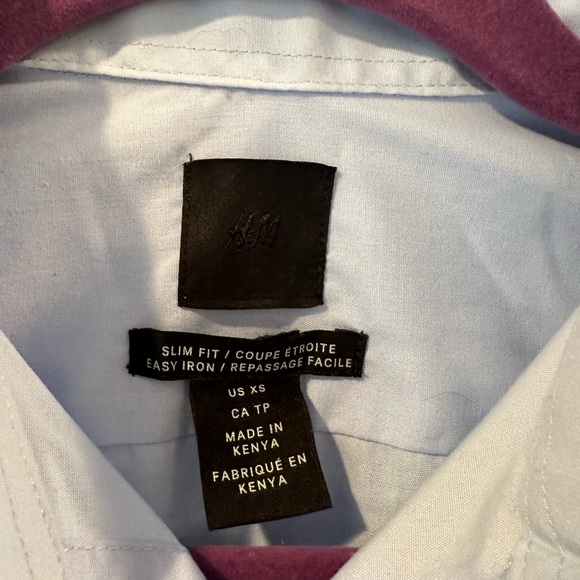 H&M
SLIM FIT / COUPE ÉTROITE
EASY IRON / REPASSAGE FACILE
US XS
CA TP
MADE IN
KENYA
FABRIQUÉ EN
KENYA